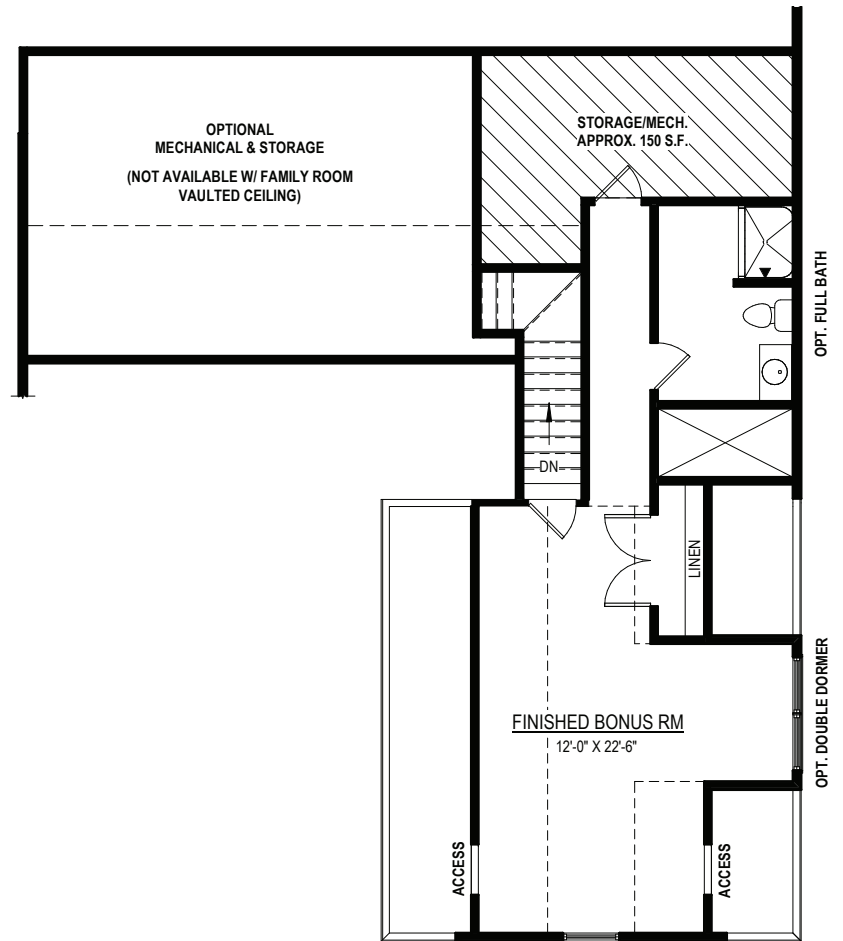 OPTIONAL
MECHANICAL & STORAGE
(NOT AVAILABLE W/ FAMILY ROOM
VAULTED CEILING)
STORAGE/MECH.
APPROX. 150 S.F.
OPT. FULL BATH
DN
LINEN
OPT. DOUBLE DORMER
FINISHED BONUS RM
12'-0" X 22'-6"
ACCESS
ACCESS